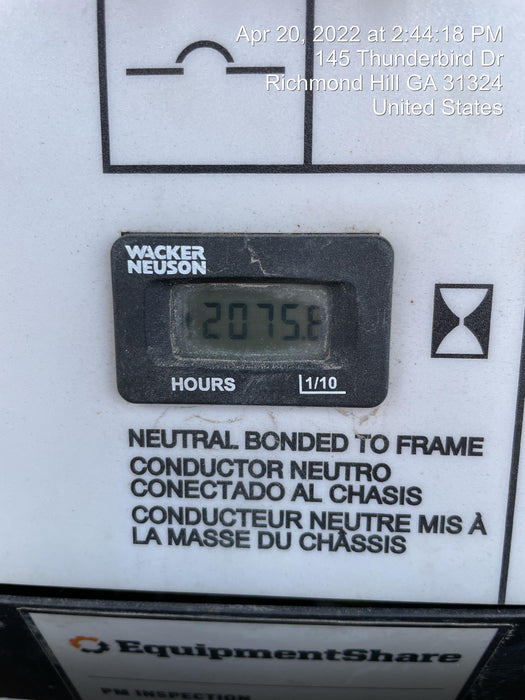 Apr 20, 2022 at 2:44:18 PM
145 Thunderbird Dr
Richmond Hill GA 31324
United States
WACKER
NEUSON
2075.8
HOURS 1/10
NEUTRAL BONDED TO FRAME
CONDUCTOR NEUTRO
CONECTADO AL CHASIS
CONDUCTEUR NEUTRE MIS À
LA MASSE DU CHÂSSIS
EquipmentShare
PM INSPECTION